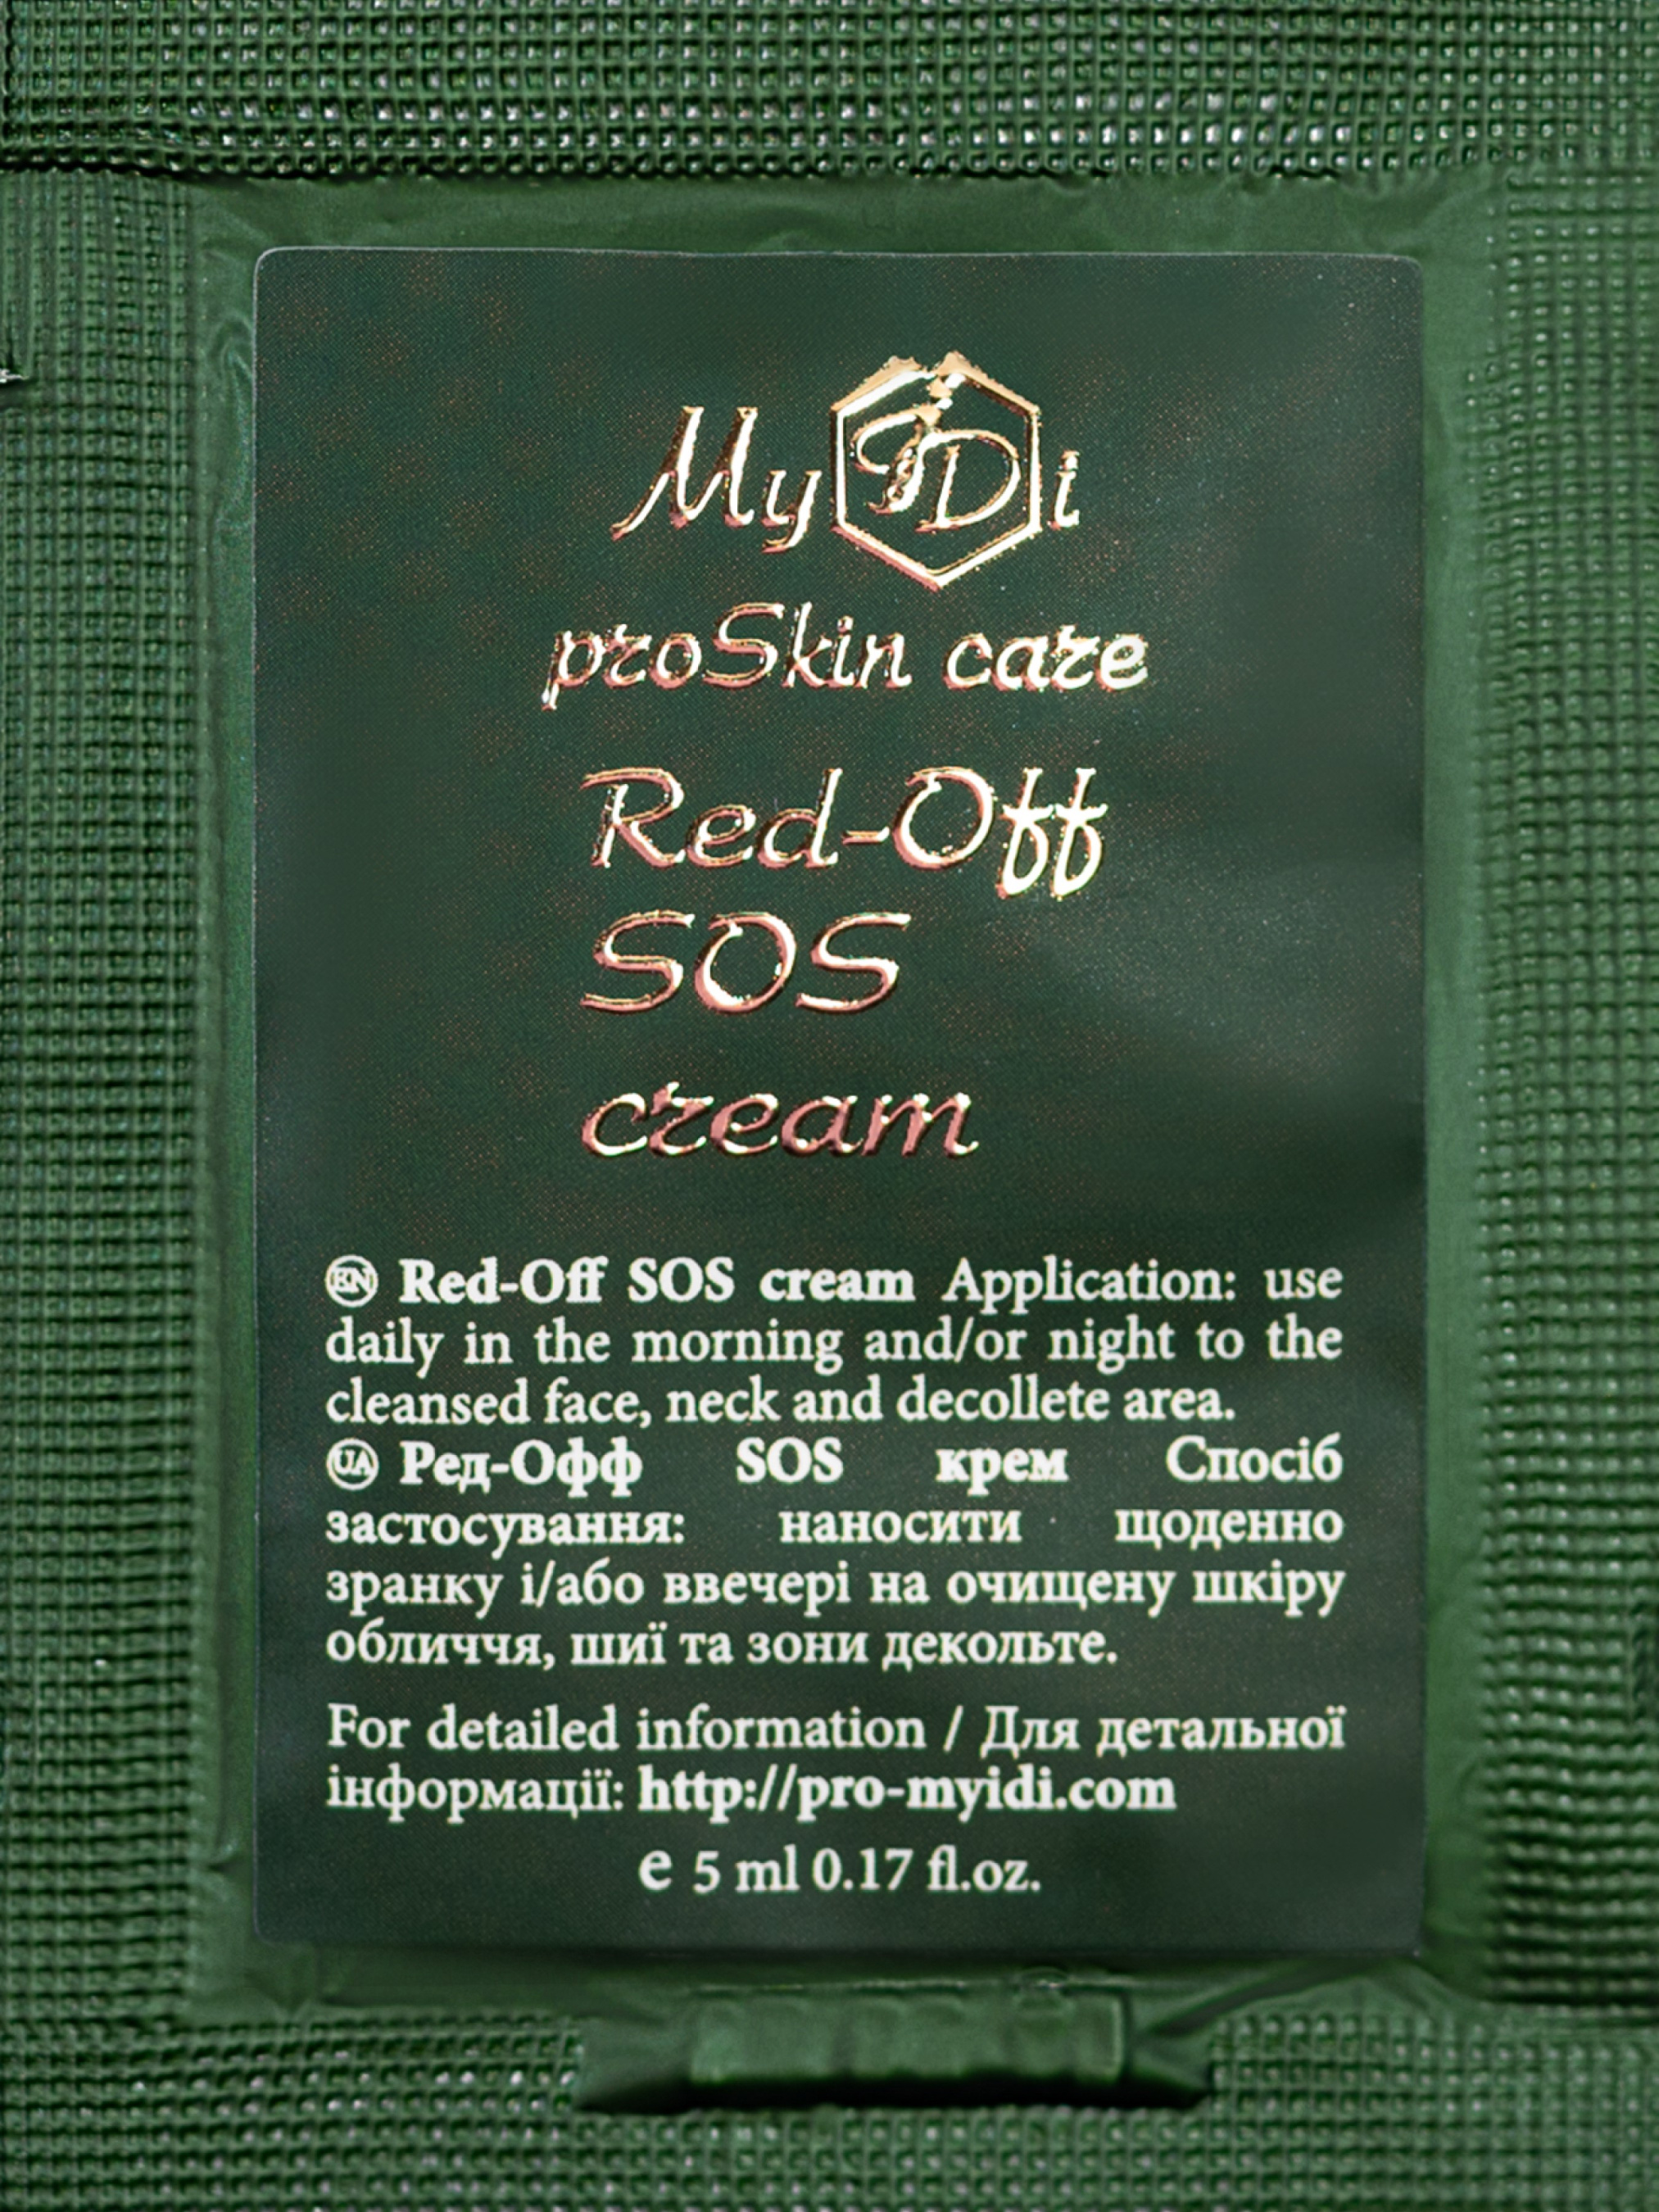 MyIDi
proSkin care
Red-Off
SOS
cream
EN Red-Off SOS cream Application: use
daily in the morning and/or night to the
cleansed face, neck and decollete area.
UA Ред-Офф SOS крем Спосіб
застосування: наносити щоденно
зранку і/або ввечері на очищену шкіру
обличчя, шиї та зони декольте.
For detailed information / Для детальної
інформації: http://pro-myidi.com
e 5 ml 0.17 fl.oz.